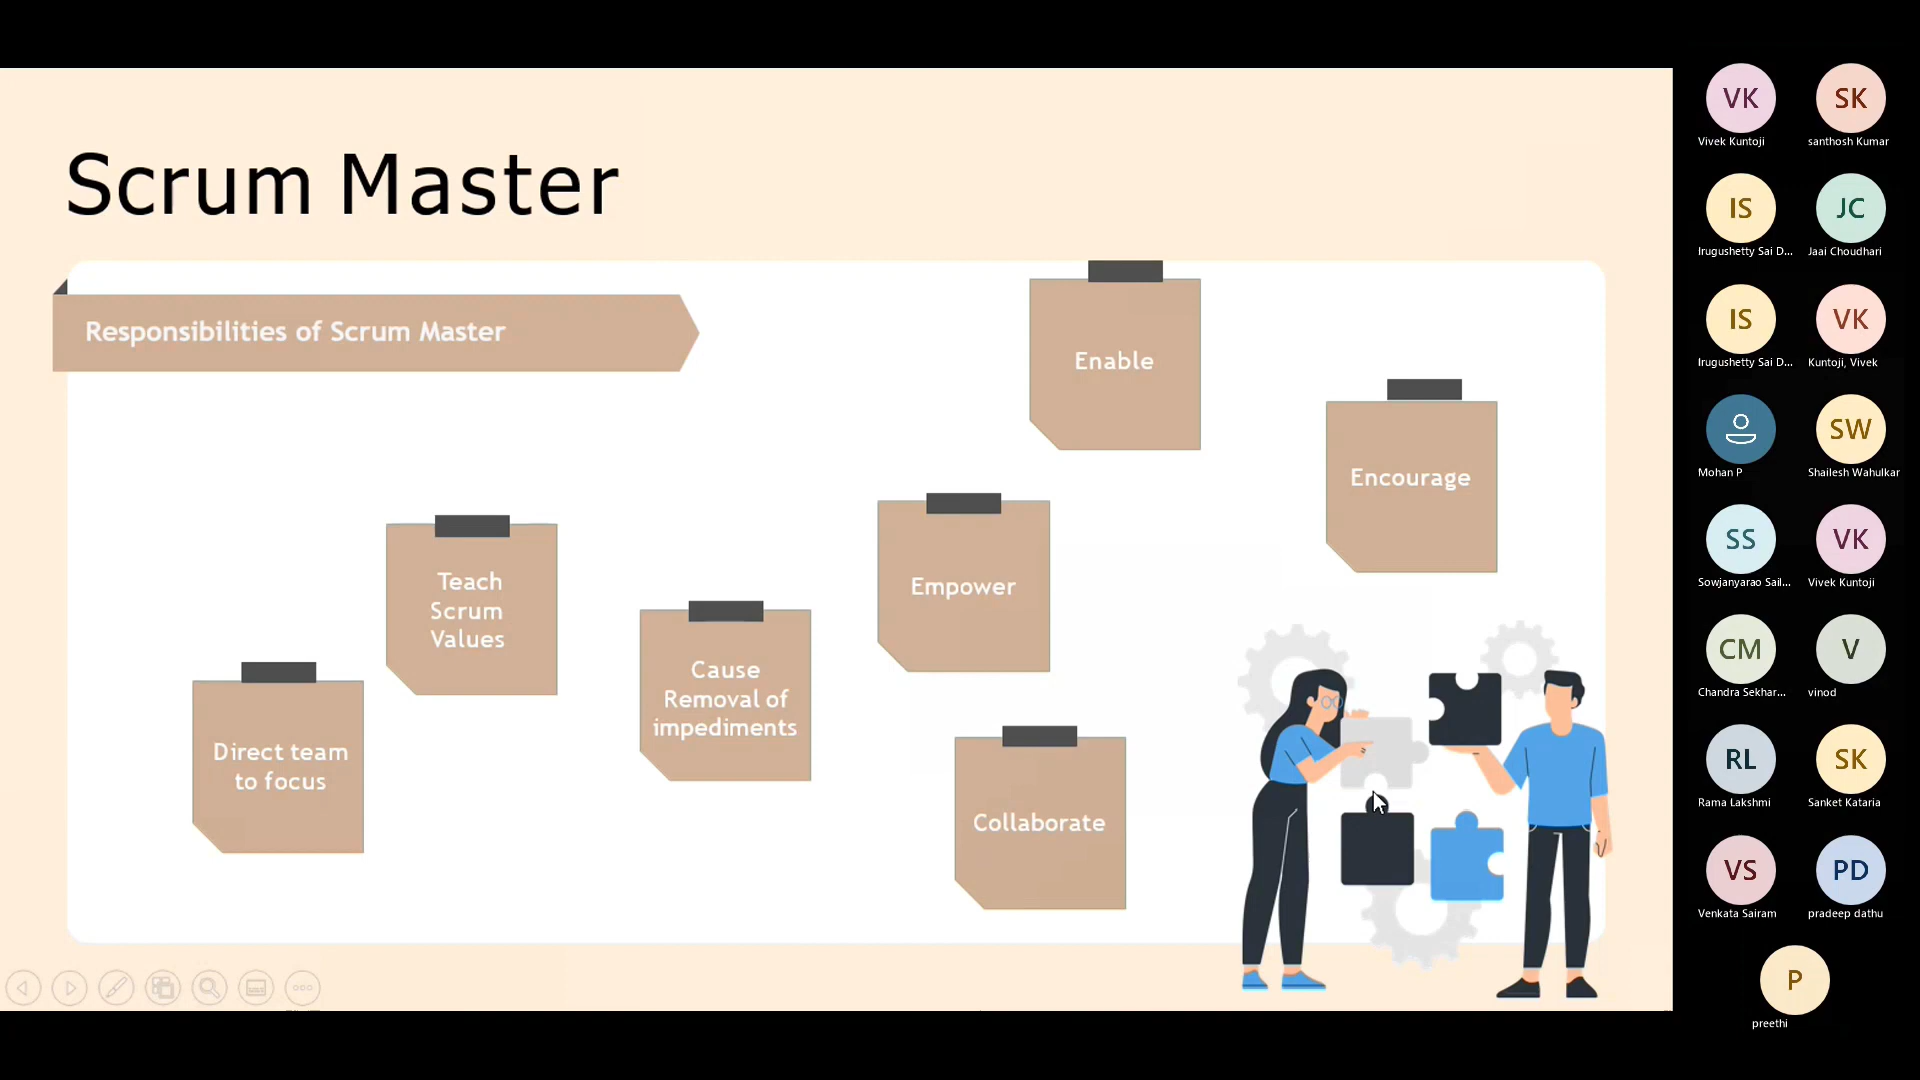 Scrum Master
Responsibilities of Scrum Master
Enable
Encourage
Teach
Scrum
Values
Empower
Cause
Removal of
impediments
Direct team
to focus
Collaborate
VK
Vivek Kuntoji
SK
santhosh Kumar
IS
Irugushetty Sai D...
JC
Jaai Choudhari
IS
Irugushetty Sai D...
VK
Kuntoji, Vivek
Mohan P
SW
Shailesh Wahulkar
SS
Sowjanyarao Sail...
VK
Vivek Kuntoji
CM
Chandra Sekhar...
V
vinod
RL
Rama Lakshmi
SK
Sanket Kataria
VS
Venkata Sairam
PD
pradeep dathu
P
preethi